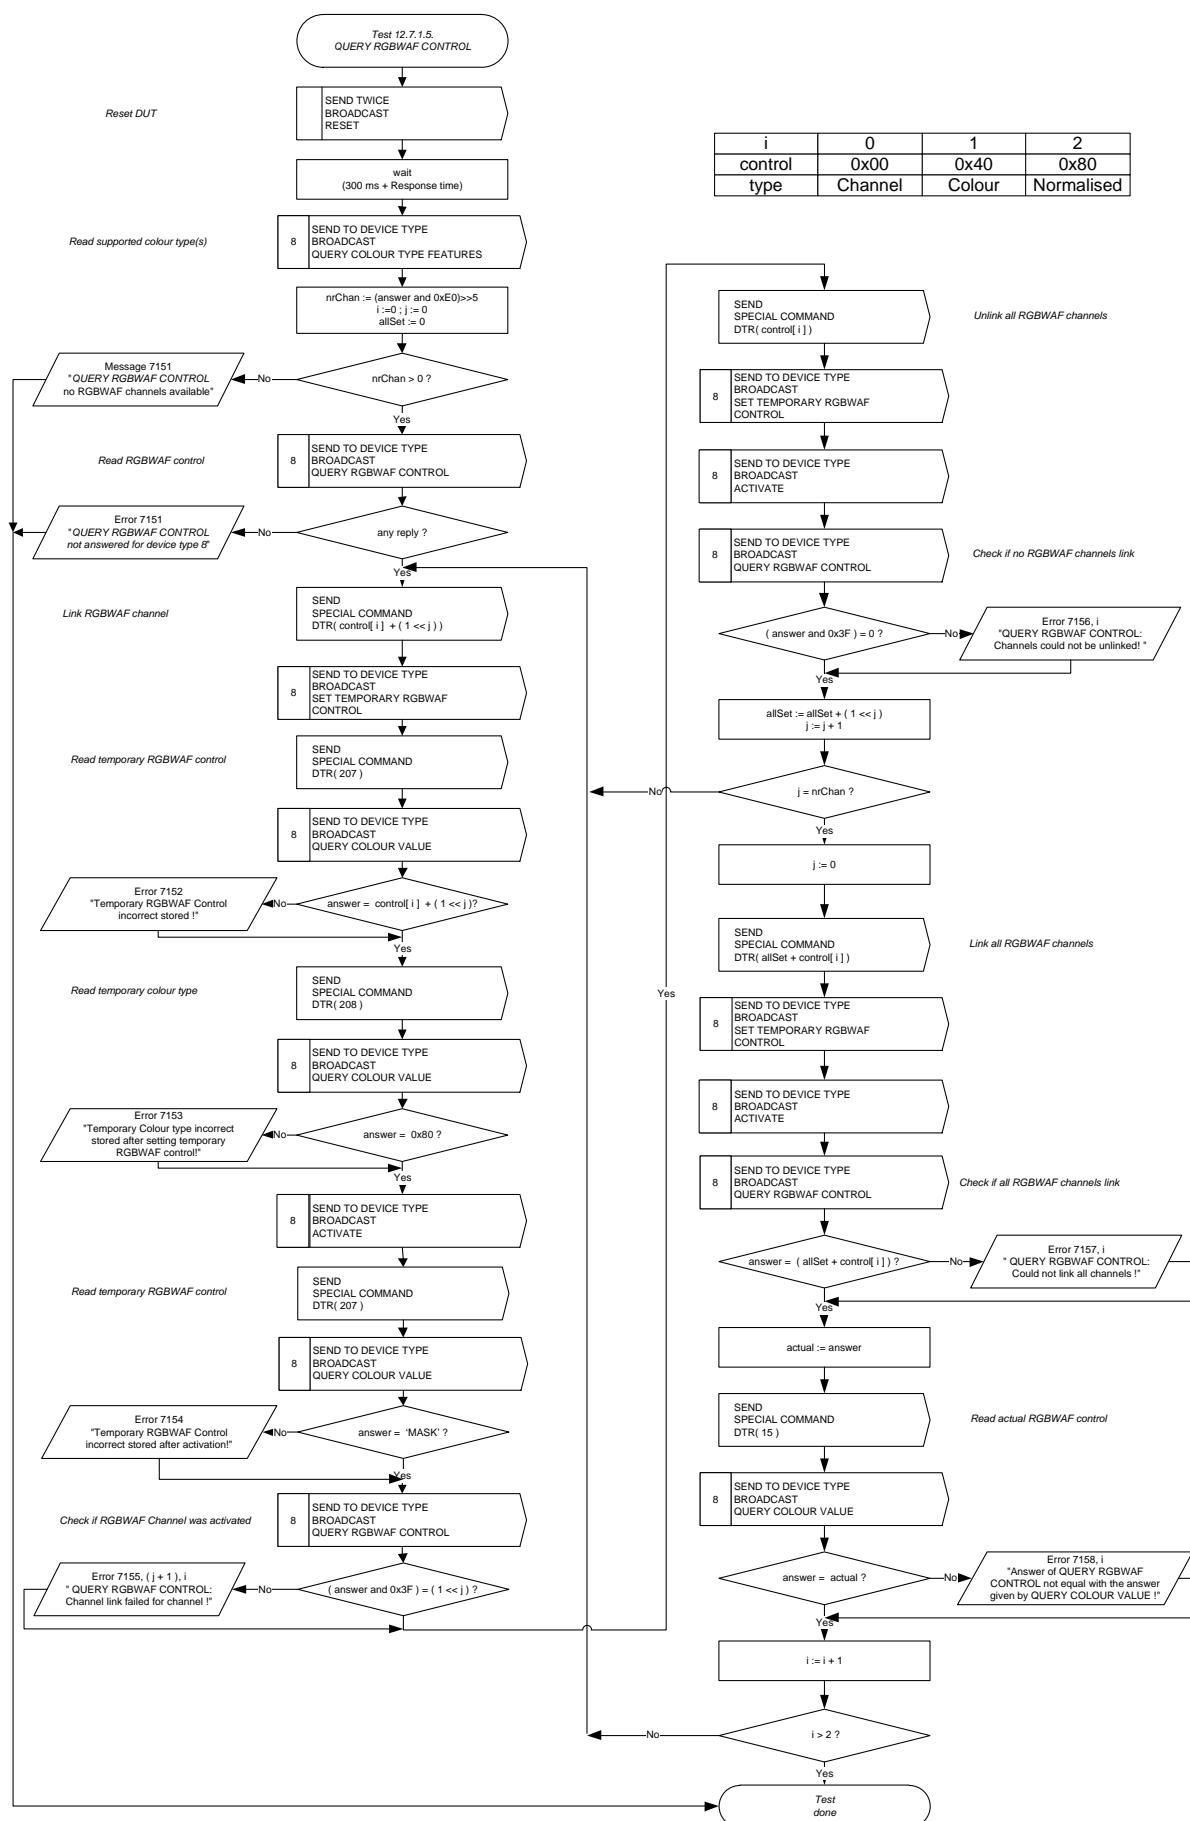 Test 12.7.1.5.
QUERY RGBWAF CONTROL
Reset DUT
SEND TWICE
BROADCAST
RESET
wait
(300 ms + Response time)
Read supported colour type(s)
8
SEND TO DEVICE TYPE
BROADCAST
QUERY COLOUR TYPE FEATURES
nrChan := (answer and 0xE0)>>5
i :=0 ; j := 0
allSet := 0
Message 7151
"QUERY RGBWAF CONTROL
no RGBWAF channels available"
No
nrChan > 0 ?
Yes
Read RGBWAF control
8
SEND TO DEVICE TYPE
BROADCAST
QUERY RGBWAF CONTROL
Error 7151
"QUERY RGBWAF CONTROL
not answered for device type 8"
No
any reply ?
Yes
Link RGBWAF channel
SEND
SPECIAL COMMAND
DTR( control[ i ] + ( 1 << j ) )
8
SEND TO DEVICE TYPE
BROADCAST
SET TEMPORARY RGBWAF
CONTROL
Read temporary RGBWAF control
SEND
SPECIAL COMMAND
DTR( 207 )
8
SEND TO DEVICE TYPE
BROADCAST
QUERY COLOUR VALUE
Error 7152
"Temporary RGBWAF Control
incorrect stored !"
No
answer = control[ i ] + ( 1 << j )?
Yes
Read temporary colour type
SEND
SPECIAL COMMAND
DTR( 208 )
8
SEND TO DEVICE TYPE
BROADCAST
QUERY COLOUR VALUE
Error 7153
"Temporary Colour type incorrect
stored after setting temporary
RGBWAF control!"
No
answer = 0x80 ?
Yes
8
SEND TO DEVICE TYPE
BROADCAST
ACTIVATE
Read temporary RGBWAF control
SEND
SPECIAL COMMAND
DTR( 207 )
8
SEND TO DEVICE TYPE
BROADCAST
QUERY COLOUR VALUE
Error 7154
"Temporary RGBWAF Control
incorrect stored after activation!"
No
answer = 'MASK' ?
Yes
Check if RGBWAF Channel was activated
8
SEND TO DEVICE TYPE
BROADCAST
QUERY RGBWAF CONTROL
Error 7155, ( j + 1 ), i
" QUERY RGBWAF CONTROL:
Channel link failed for channel !"
No
( answer and 0x3F ) = ( 1 << j ) ?
Yes
i 0 1 2
control 0x00 0x40 0x80
type Channel Colour Normalised
SEND
SPECIAL COMMAND
DTR( control[ i ] )
Unlink all RGBWAF channels
8
SEND TO DEVICE TYPE
BROADCAST
SET TEMPORARY RGBWAF
CONTROL
8
SEND TO DEVICE TYPE
BROADCAST
ACTIVATE
8
SEND TO DEVICE TYPE
BROADCAST
QUERY RGBWAF CONTROL
Check if no RGBWAF channels link
( answer and 0x3F ) = 0 ?
No
Error 7156, i
"QUERY RGBWAF CONTROL:
Channels could not be unlinked! "
Yes
allSet := allSet + ( 1 << j )
j := j + 1
No
j = nrChan ?
Yes
j := 0
SEND
SPECIAL COMMAND
DTR( allSet + control[ i ] )
Link all RGBWAF channels
8
SEND TO DEVICE TYPE
BROADCAST
SET TEMPORARY RGBWAF
CONTROL
8
SEND TO DEVICE TYPE
BROADCAST
ACTIVATE
8
SEND TO DEVICE TYPE
BROADCAST
QUERY RGBWAF CONTROL
Check if all RGBWAF channels link
answer = ( allSet + control[ i ] ) ?
No
Error 7157, i
" QUERY RGBWAF CONTROL:
Could not link all channels !"
Yes
actual := answer
SEND
SPECIAL COMMAND
DTR( 15 )
Read actual RGBWAF control
8
SEND TO DEVICE TYPE
BROADCAST
QUERY COLOUR VALUE
answer = actual ?
No
Error 7158, i
"Answer of QUERY RGBWAF
CONTROL not equal with the answer
given by QUERY COLOUR VALUE !"
Yes
i := i + 1
No
i > 2 ?
Yes
Test
done